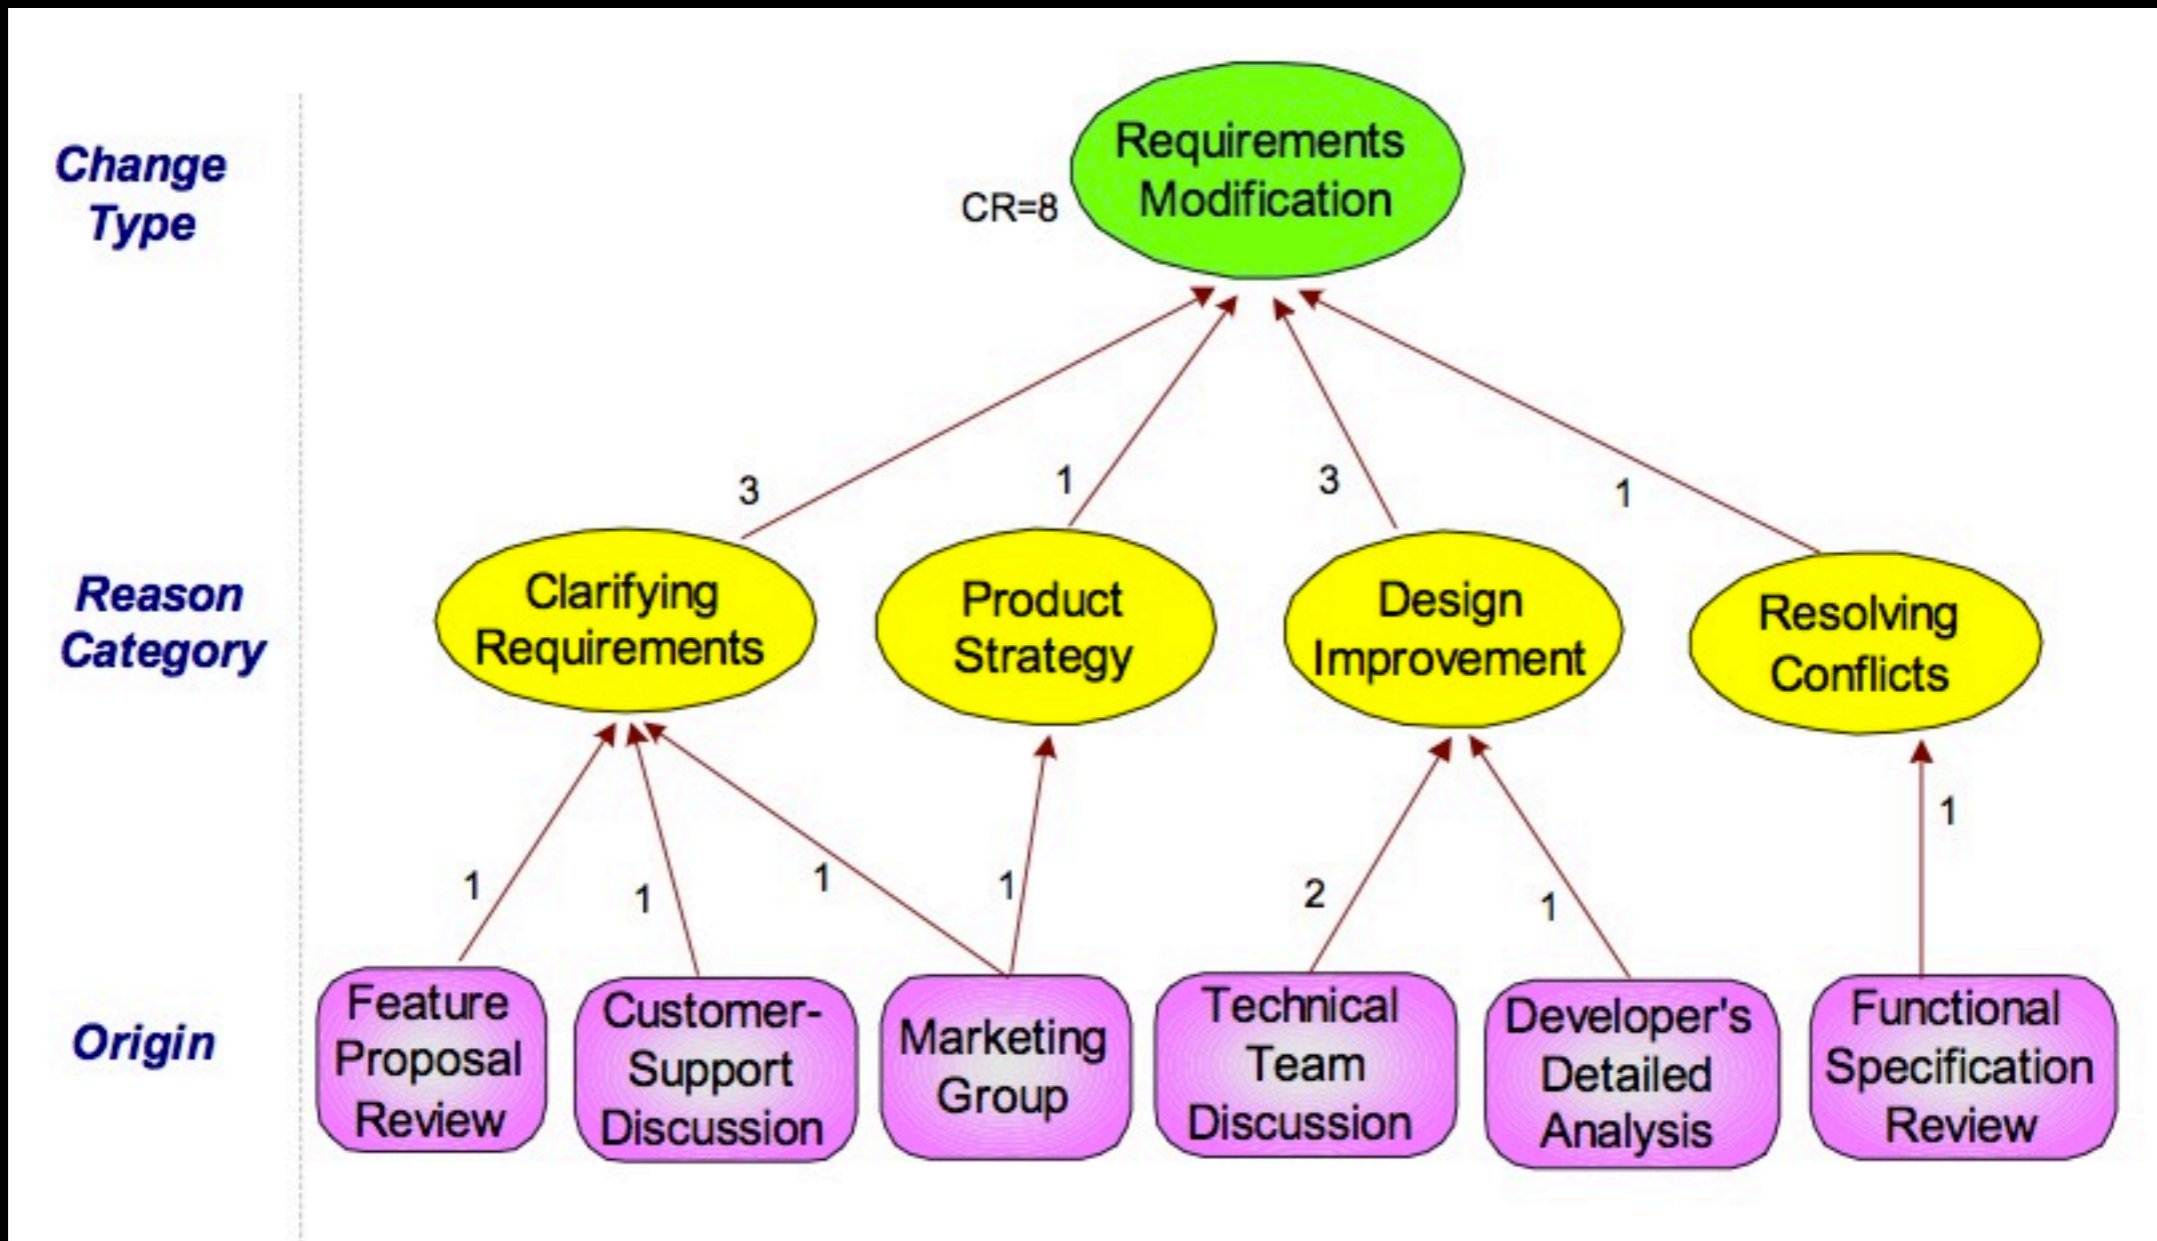 Change
Type
CR=8
Requirements
Modification
3
1
3
1
Reason
Category
Clarifying
Requirements
Product
Strategy
Design
Improvement
Resolving
Conflicts
1
1
1
1
2
1
1
Origin
Feature
Proposal
Review
Customer-
Support
Discussion
Marketing
Group
Technical
Team
Discussion
Developer's
Detailed
Analysis
Functional
Specification
Review